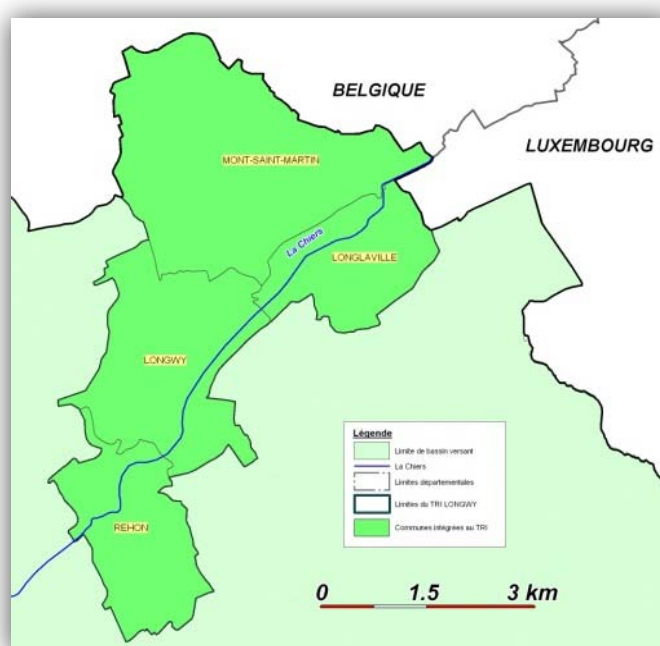 BELGIQUE
LUXEMBOURG
MONT-SAINT-MARTIN
La Chiers
LONGLAVILLE
LONGWY
REHON
Légende
Limite de bassin versant
La Chiers
Limites départementales
Limites du TRI LONGWY
Communes intégrées au TRI
0 1.5 3 km